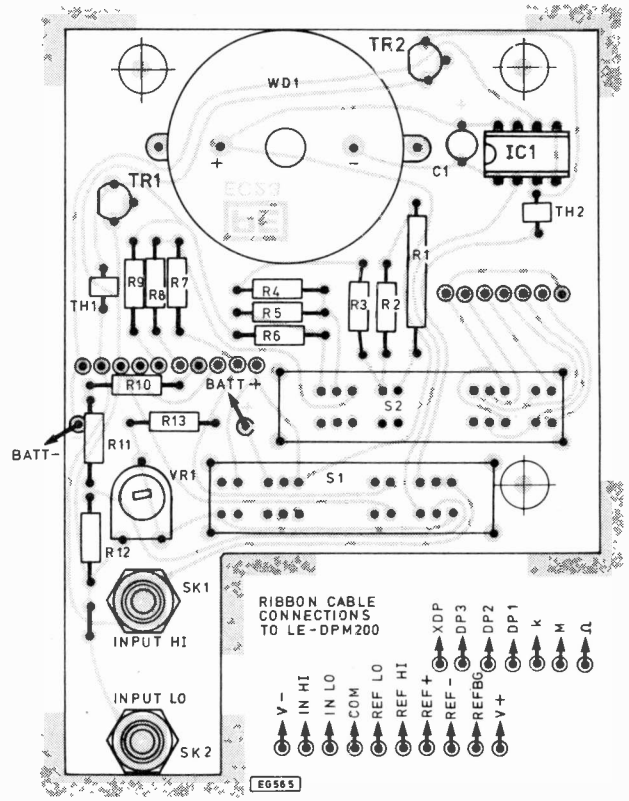 TR2
WD1
+
-
+
C1
IC1
TR1
TH2
R1
R9
R8
R7
TH1
R4
R5
R6
R3
R2
R10
BATT+
S2
R13
R11
BATT-
VR1
S1
R12
SK1
INPUT HI
RIBBON CABLE
CONNECTIONS
TO LE-DPM200
XDP
DP3
DP2
DP1
k
M
Ω
INPUT LO
SK2
V-
IN HI
IN LO
COM
REF LO
REF HI
REF+
REF-
REFBG
V+
EG565